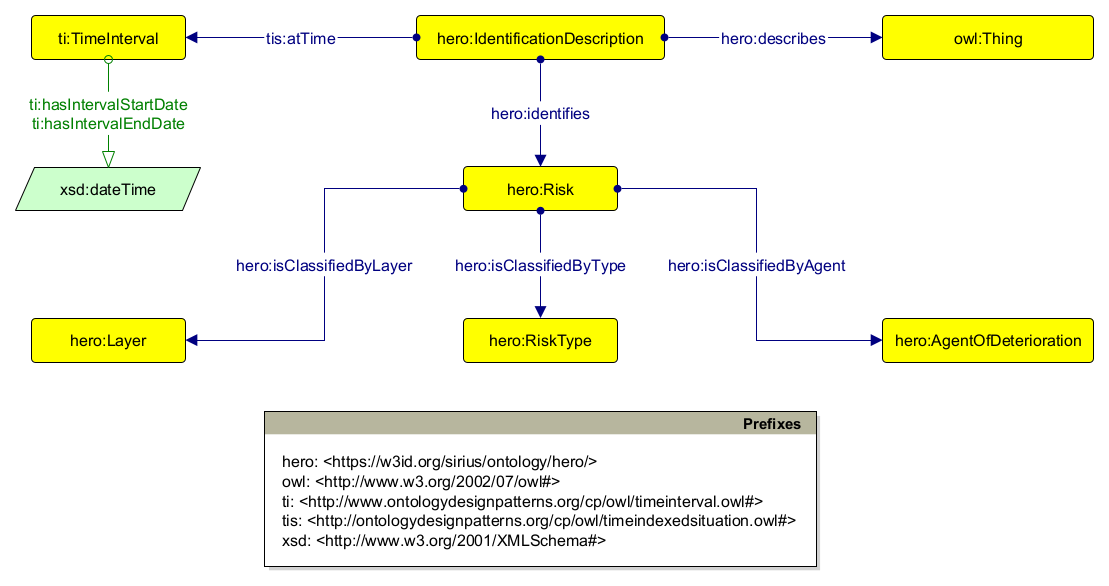 ti:TimeInterval
tis:atTime
hero:IdentificationDescription
hero:describes
owl:Thing
ti:hasIntervalStartDate
ti:hasIntervalEndDate
hero:identifies
xsd:dateTime
hero:Risk
hero:isClassifiedByLayer
hero:isClassifiedByType
hero:isClassifiedByAgent
hero:Layer
hero:RiskType
hero:AgentOfDeterioration
Prefixes
hero: <https://w3id.org/sirius/ontology/hero/>
owl: <http://www.w3.org/2002/07/owl#>
ti: <http://www.ontologydesignpatterns.org/cp/owl/timeinterval.owl#>
tis: <http://ontologydesignpatterns.org/cp/owl/timeindexedsituation.owl#>
xsd: <http://www.w3.org/2001/XMLSchema#>